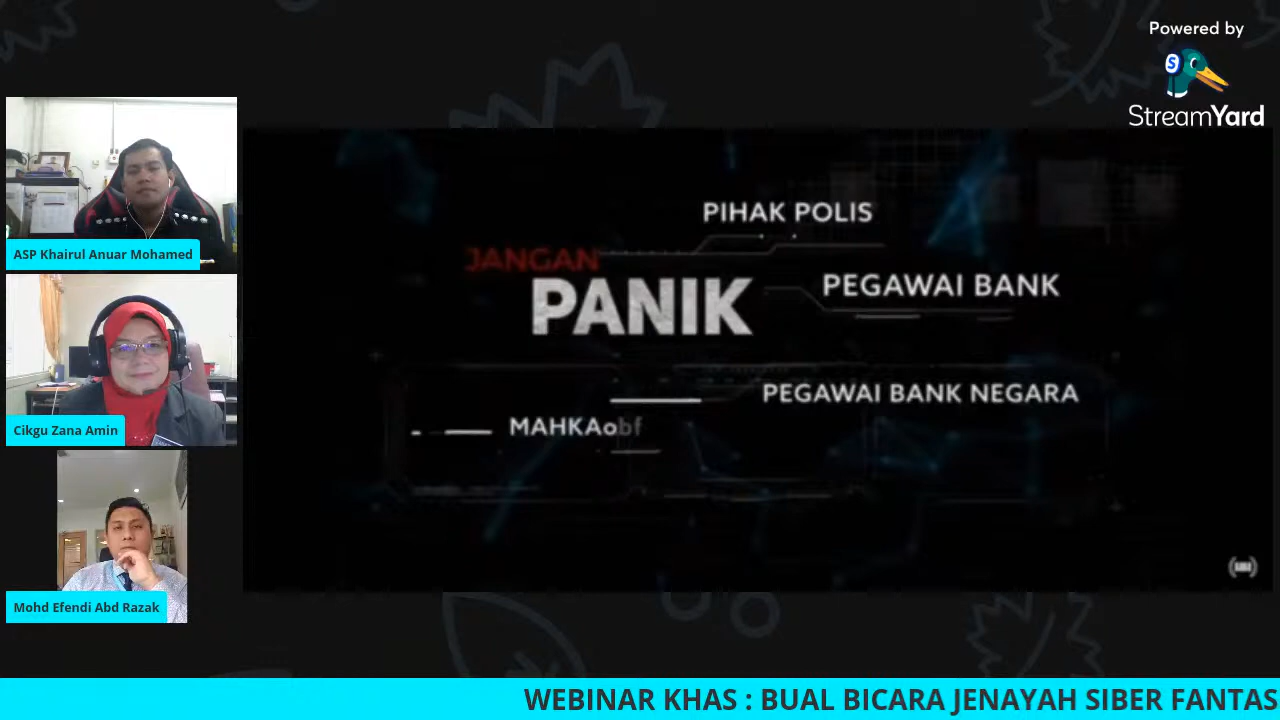 Powered by
StreamYard
ASP Khairul Anuar Mohamed
Cikgu Zana Amin
Mohd Efendi Abd Razak
PIHAK POLIS
JANGAN
PANIK
PEGAWAI BANK
PEGAWAI BANK NEGARA
MAHKAobf
WEBINAR KHAS : BUAL BICARA JENAYAH SIBER FANTAS